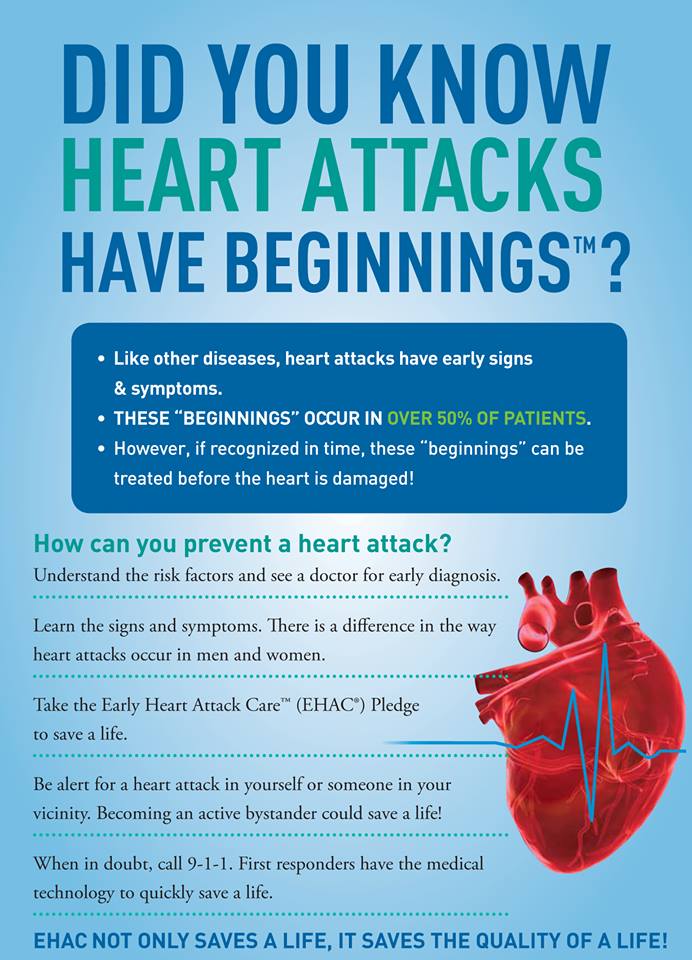 DID YOU KNOW
HEART ATTACKS
HAVE BEGINNINGS™?
• Like other diseases, heart attacks have early signs
& symptoms.
• THESE “BEGINNINGS” OCCUR IN OVER 50% OF PATIENTS.
• However, if recognized in time, these “beginnings” can be
treated before the heart is damaged!
How can you prevent a heart attack?
Understand the risk factors and see a doctor for early diagnosis.
Learn the signs and symptoms. There is a difference in the way
heart attacks occur in men and women.
Take the Early Heart Attack Care™ (EHAC®) Pledge
to save a life.
Be alert for a heart attack in yourself or someone in your
vicinity. Becoming an active bystander could save a life!
When in doubt, call 9-1-1. First responders have the medical
technology to quickly save a life.
EHAC NOT ONLY SAVES A LIFE, IT SAVES THE QUALITY OF A LIFE!